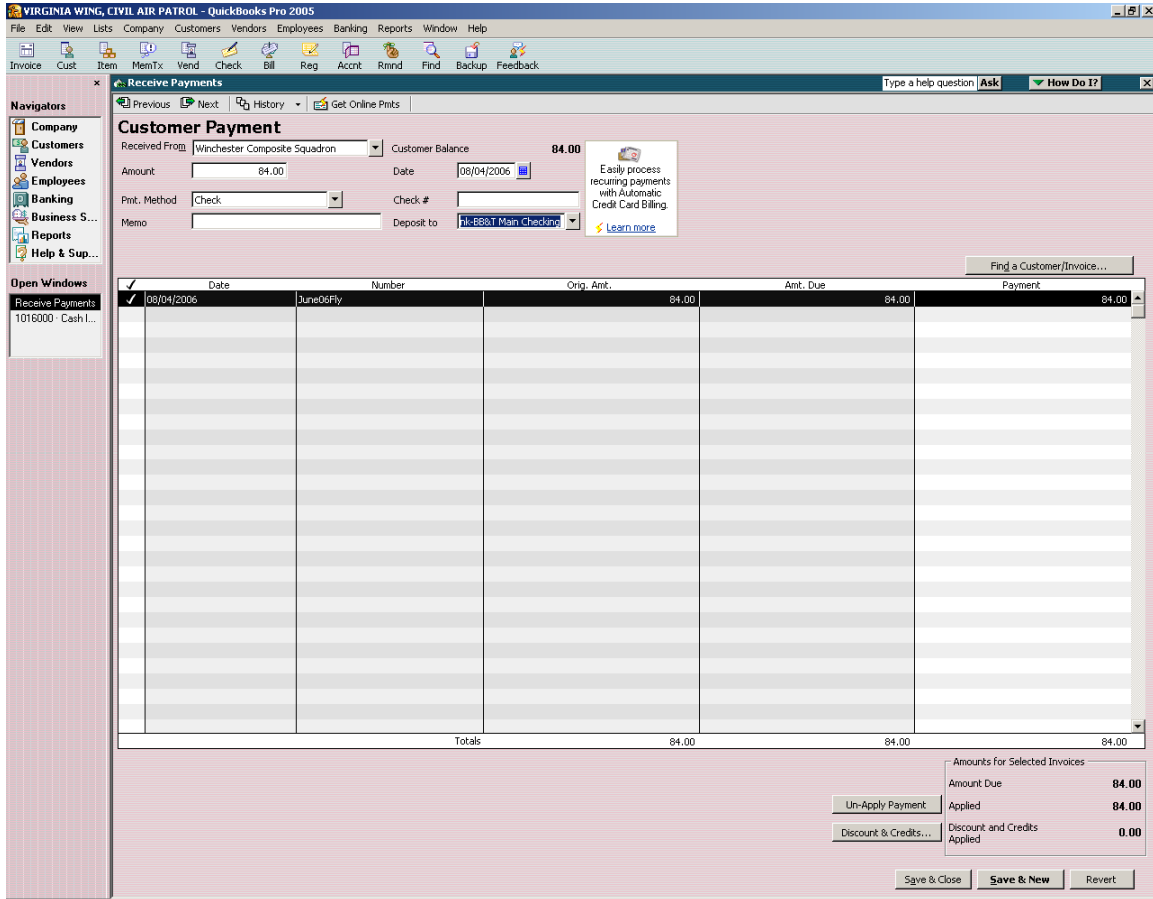 VIRGINIA WING, CIVIL AIR PATROL - QuickBooks Pro 2005
File Edit View Lists Company Customers Vendors Employees Banking Reports Window Help
Invoice Cust Item MemTx Vend Check Bill Reg Accnt Rmnd Find Backup Feedback
Receive Payments Type a help question Ask How Do I?
Navigators
Company
Customers
Vendors
Employees
Banking
Business S...
Reports
Help & Sup...
Open Windows
Receive Payments
1016000 · Cash I...
Previous Next History Get Online Pmts
Customer Payment
Received From Winchester Composite Squadron Customer Balance 84.00
Amount 84.00 Date 08/04/2006
Pmt. Method Check Check #
Memo Deposit to nk-BB&T Main Checking
Easily process
recurring payments
with Automatic
Credit Card Billing.
Learn more
Find a Customer/Invoice...
Date Number Orig. Amt. Amt. Due Payment
08/04/2006 June06Fly 84.00 84.00 84.00
Totals 84.00 84.00 84.00
Amounts for Selected Invoices
Amount Due 84.00
Un-Apply Payment Applied 84.00
Discount & Credits... Discount and Credits
Applied 0.00
Save & Close Save & New Revert